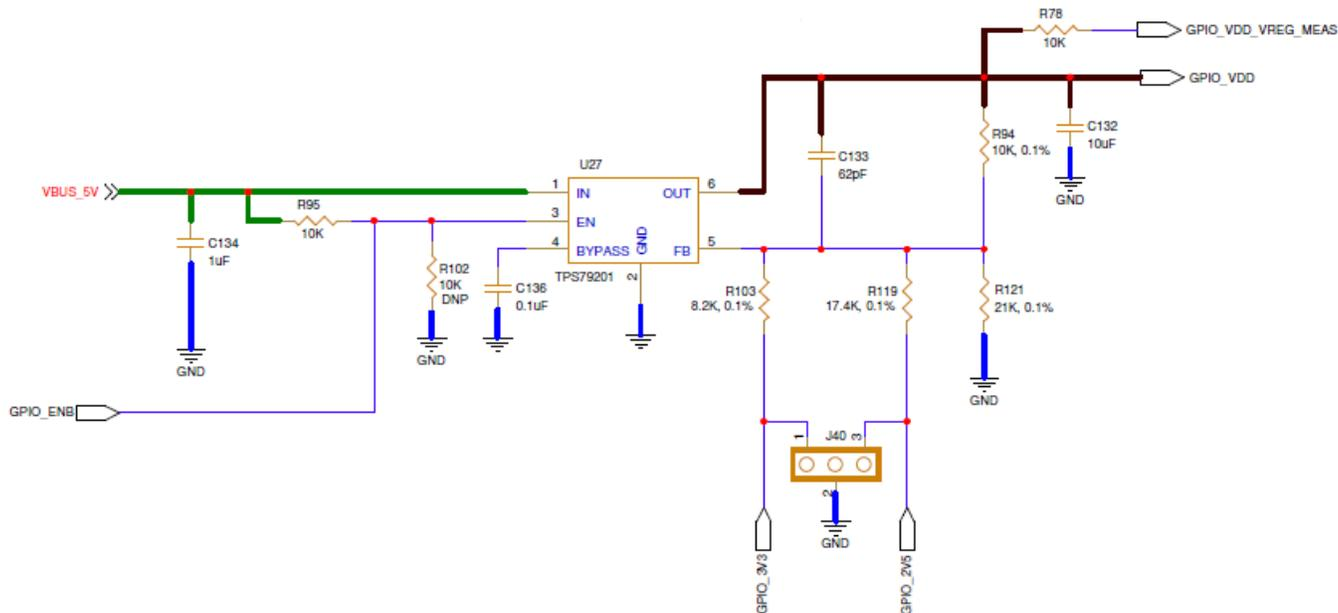 R78
10K
GPIO_VDD_VREG_MEAS
GPIO_VDD
R94
10K, 0.1%
C132
10uF
GND
C133
62pF
U27
VBUS_5V
1
IN
OUT
6
R95
10K
3
EN
4
BYPASS
GND
FB
5
TPS79201
2
C134
1uF
R102
10K
DNP
C136
0.1uF
R103
8.2K, 0.1%
R119
17.4K, 0.1%
R121
21K, 0.1%
GND
GND
GND
GPIO_ENB
1
J40
3
2
GND
GPIO_3V3
GPIO_2V5